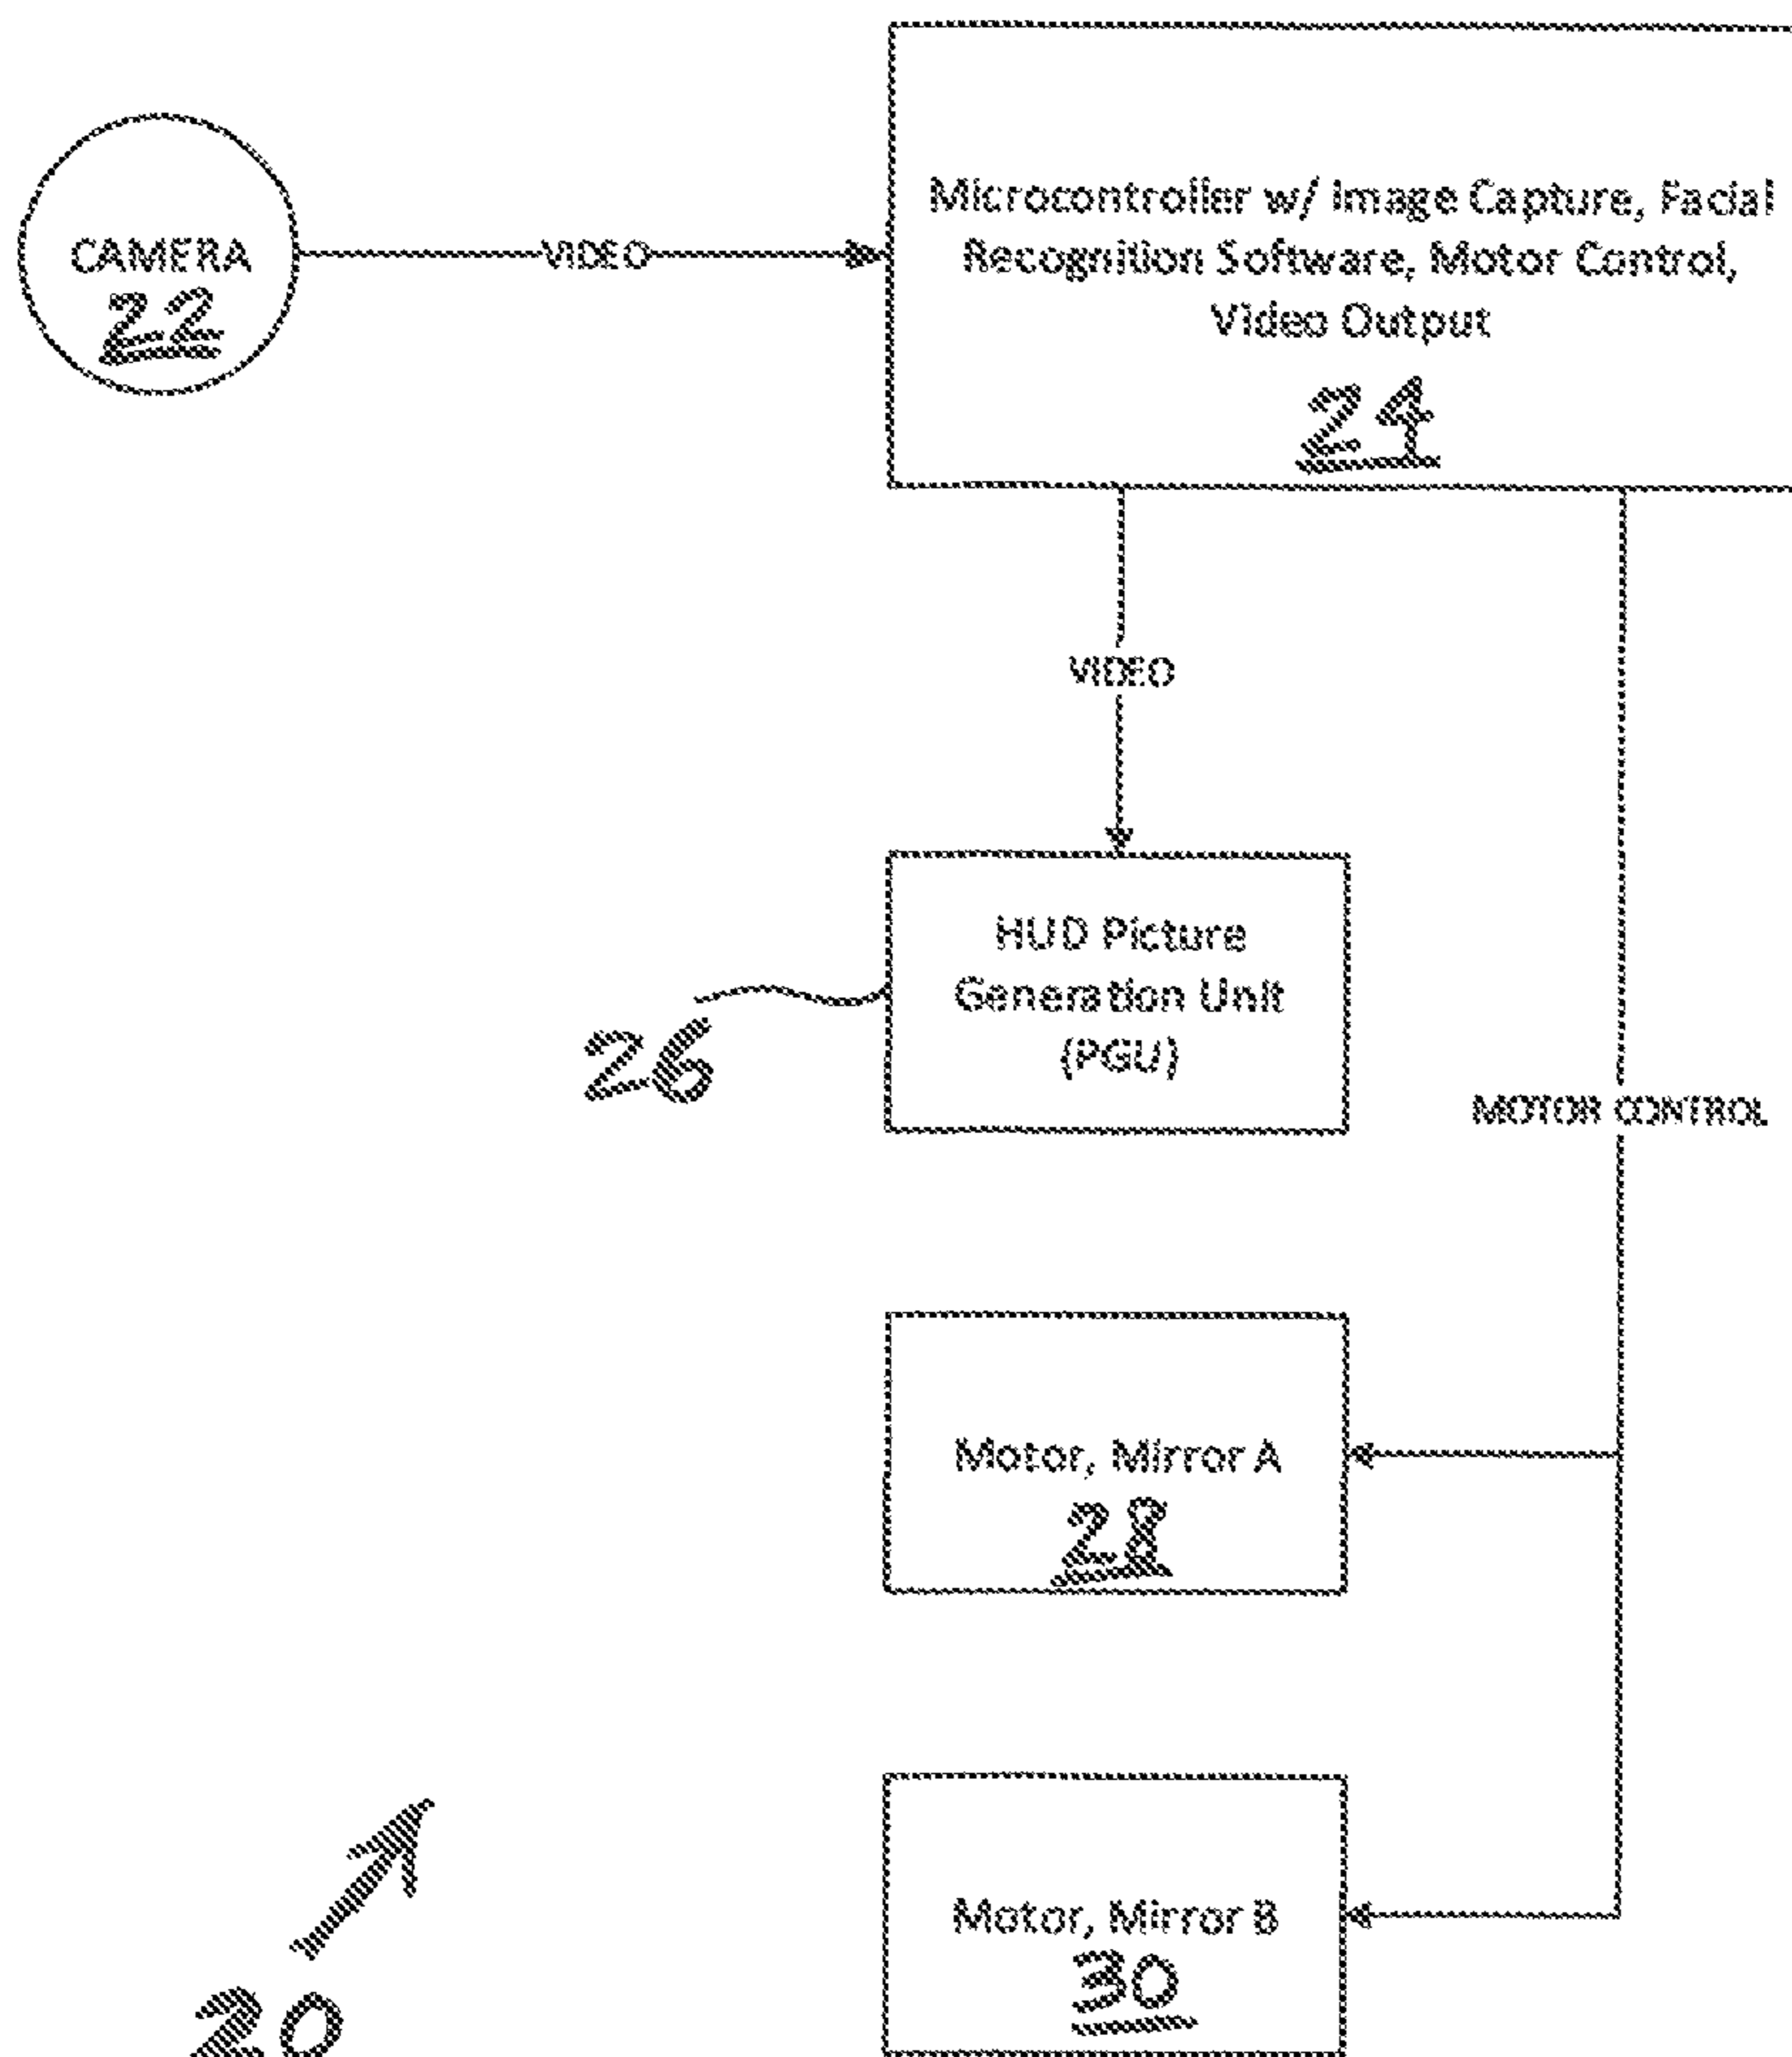 CAMERA
22
VIDEO
Microcontroller w/ Image Capture, Facial
Recognition Software, Motor Control,
Video Output
24
VIDEO
HUD Picture
Generation Unit
(PGU)
26
MOTOR CONTROL
Motor, Mirror A
28
Motor, Mirror B
30
20